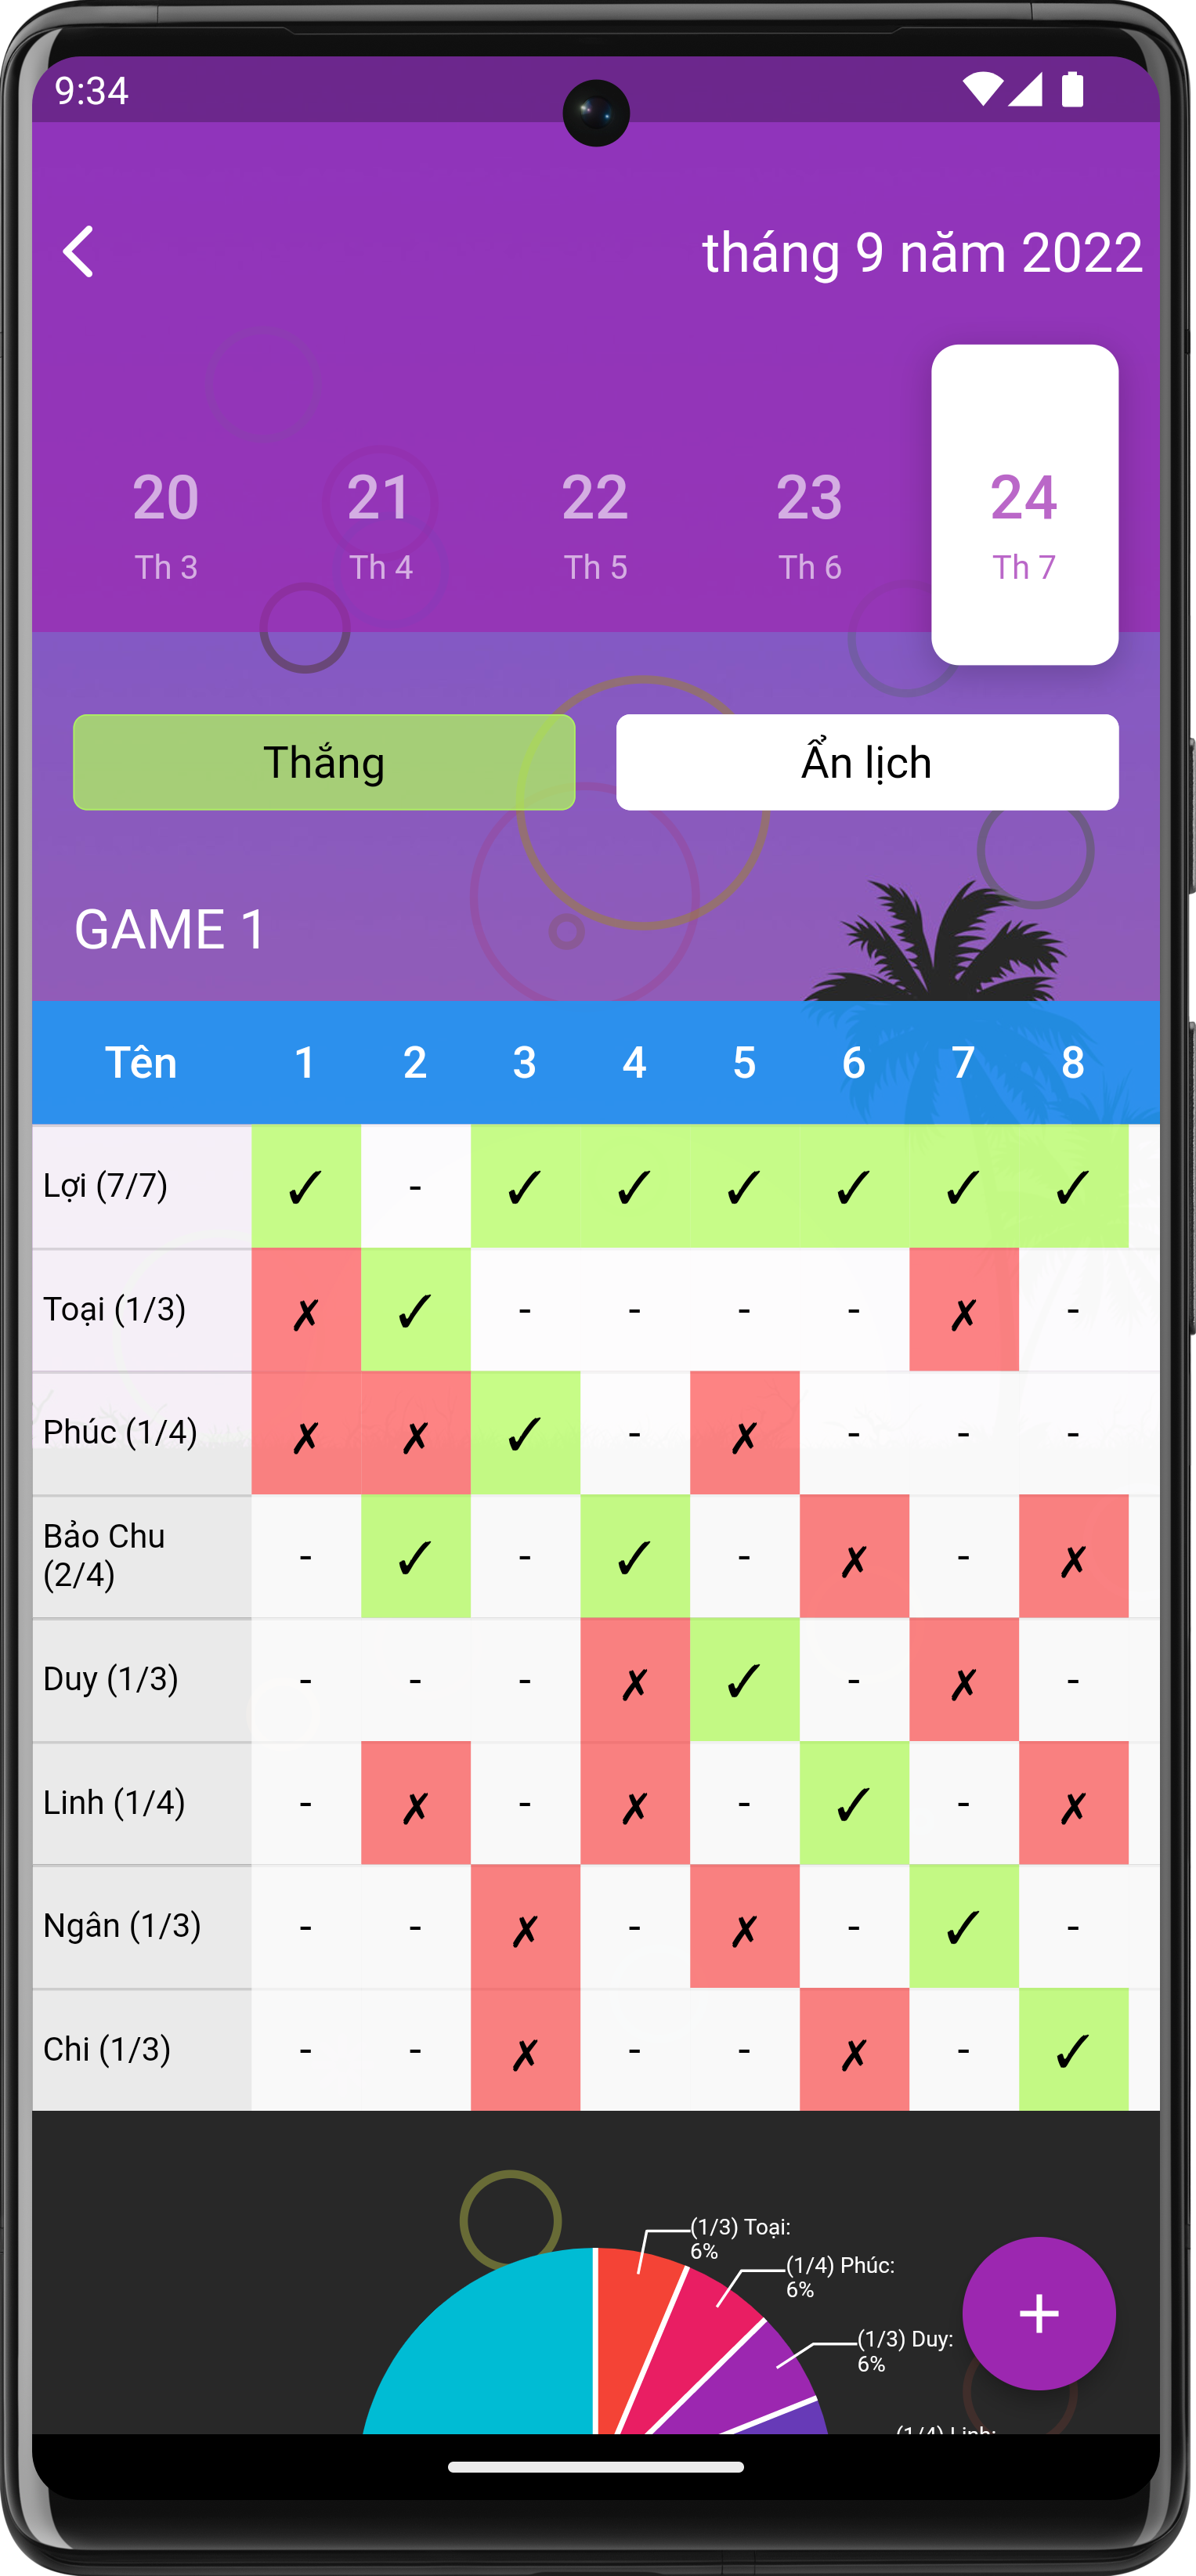 9:34
tháng 9 năm 2022
20 21 22 23 24
Th 3 Th 4 Th 5 Th 6 Th 7
Thắng Ẩn lịch
GAME 1
Tên 1 2 3 4 5 6 7 8
Lợi (7/7) ✓ - ✓ ✓ ✓ ✓ ✓ ✓
Toại (1/3) ✗ ✓ - - - - ✗ -
Phúc (1/4) ✗ ✗ ✓ - ✗ - - -
Bảo Chu
(2/4) - ✓ - ✓ - ✗ - ✗
Duy (1/3) - - - ✗ ✓ - ✗ -
Linh (1/4) - ✗ - ✗ - ✓ - ✗
Ngân (1/3) - - ✗ - ✗ - ✓ -
Chi (1/3) - - ✗ - - ✗ - ✓
(1/3) Toại:
6%
(1/4) Phúc:
6%
(1/3) Duy:
6%
+
(1/4) Linh: